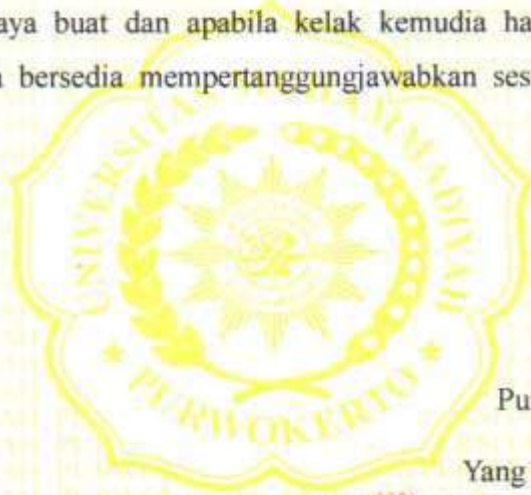 aya buat dan apabila kelak kemudia ha
bersedia mempertanggungjawabkan ses
UNIVERSITAS MUHAMMADIYAH
PURWOKERTO
Pu
Yang